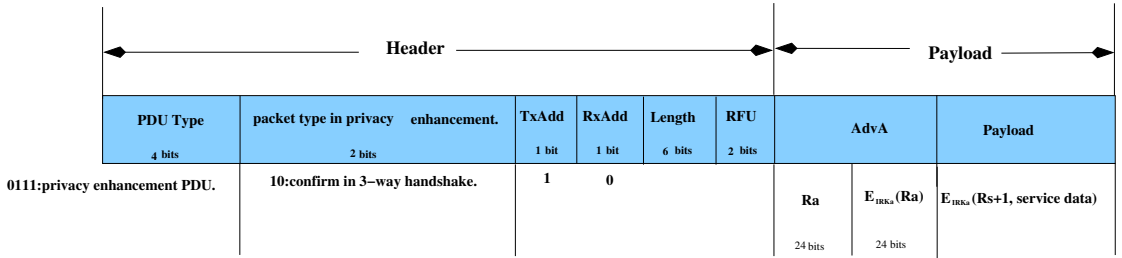 Header
Payload
PDU Type
packet type in privacy enhancement.
TxAdd
RxAdd
Length
RFU
AdvA
Payload
4 bits
2 bits
1 bit
1 bit
6 bits
2 bits
0111:privacy enhancement PDU.
10:confirm in 3−way handshake.
1
0
Ra
E_IRKa(Ra)
E_IRKa(Rs+1, service data)
24 bits
24 bits